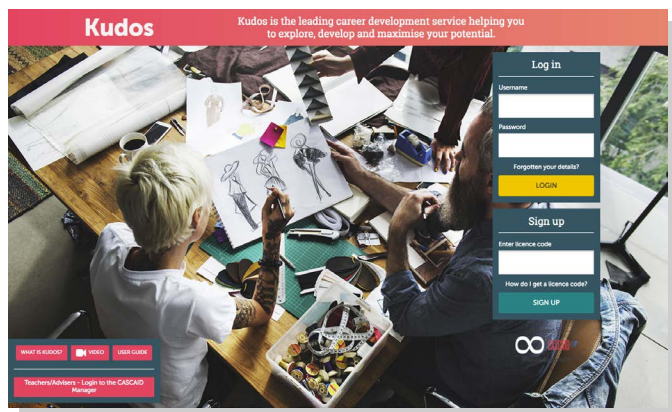 Kudos
Kudos is the leading career development service helping you
to explore, develop and maximise your potential.
Log in
Username
Password
Forgotten your details?
LOGIN
Sign up
Enter licence code
How do I get a licence code?
SIGN UP
WHAT IS KUDOS?
VIDEO
USER GUIDE
Teachers/Advisers - Login to the CASCAID
Manager